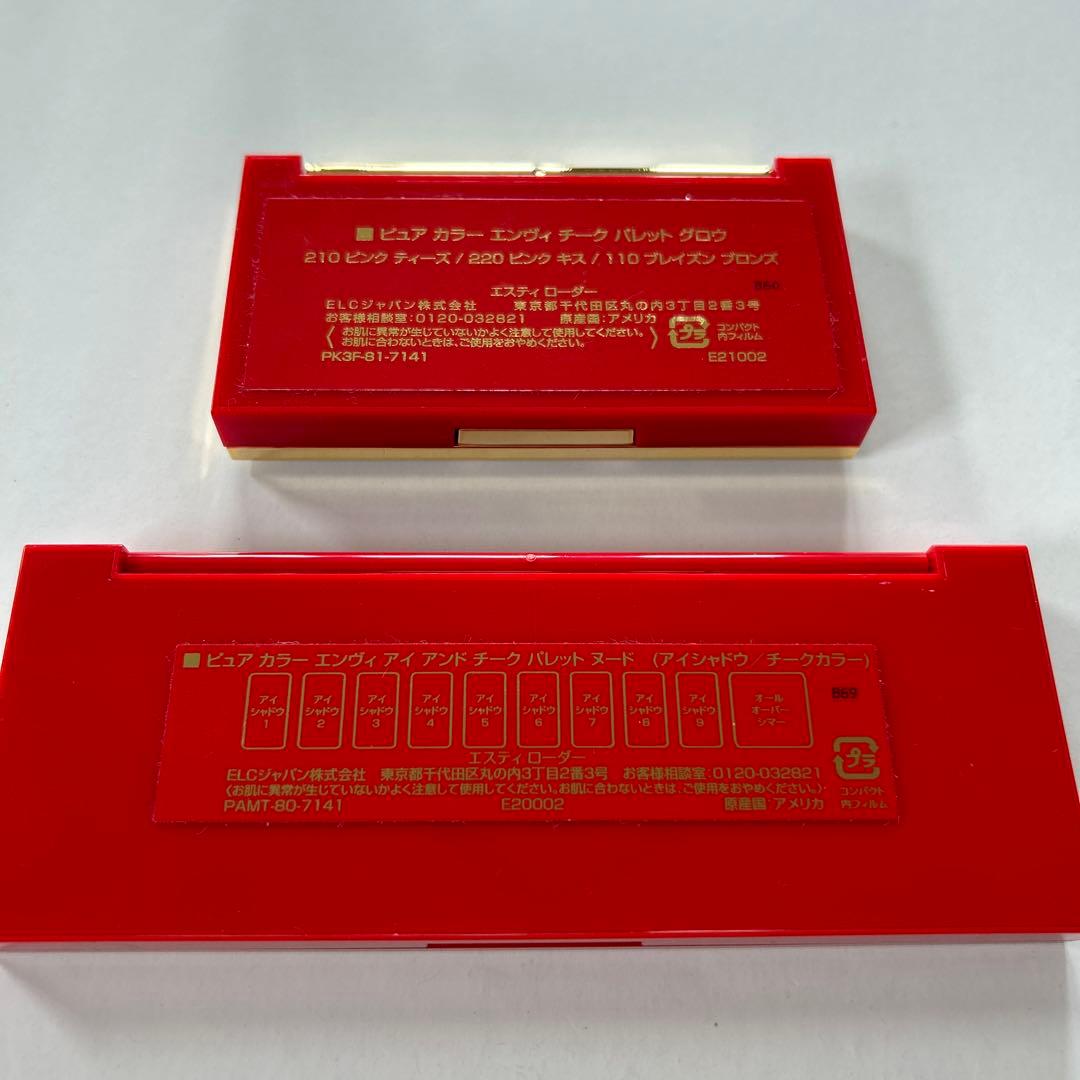 ■ ピュア カラー エンヴィ チーク パレット グロウ
210 ピンク ティーズ / 220 ピンク キス / 110 ブレイズン ブロンズ
B60
エスティ ローダー
ELCジャパン株式会社 東京都千代田区丸の内3丁目2番3号
お客様相談室:0120-032821 原産国:アメリカ
〈お肌に異常が生じていないかよく注意して使用してください。
お肌に合わないときは、ご使用をおやめください。〉
プラ
コンパクト
内フィルム
PK3F-81-7141 E21002
■ ピュア カラー エンヴィ アイ アンド チーク パレット ヌード (アイシャドウ/チークカラー)
アイ シャドウ 1
アイ シャドウ 2
アイ シャドウ 3
アイ シャドウ 4
アイ シャドウ 5
アイ シャドウ 6
アイ シャドウ 7
アイ シャドウ 8
アイ シャドウ 9
オール オーバー シマー
B69
エスティ ローダー
ELCジャパン株式会社 東京都千代田区丸の内3丁目2番3号 お客様相談室:0120-032821
〈お肌に異常が生じていないかよく注意して使用してください。お肌に合わないときは、ご使用をおやめください。〉
PAMT-80-7141 E20002 原産国:アメリカ
プラ
コンパクト
内フィルム